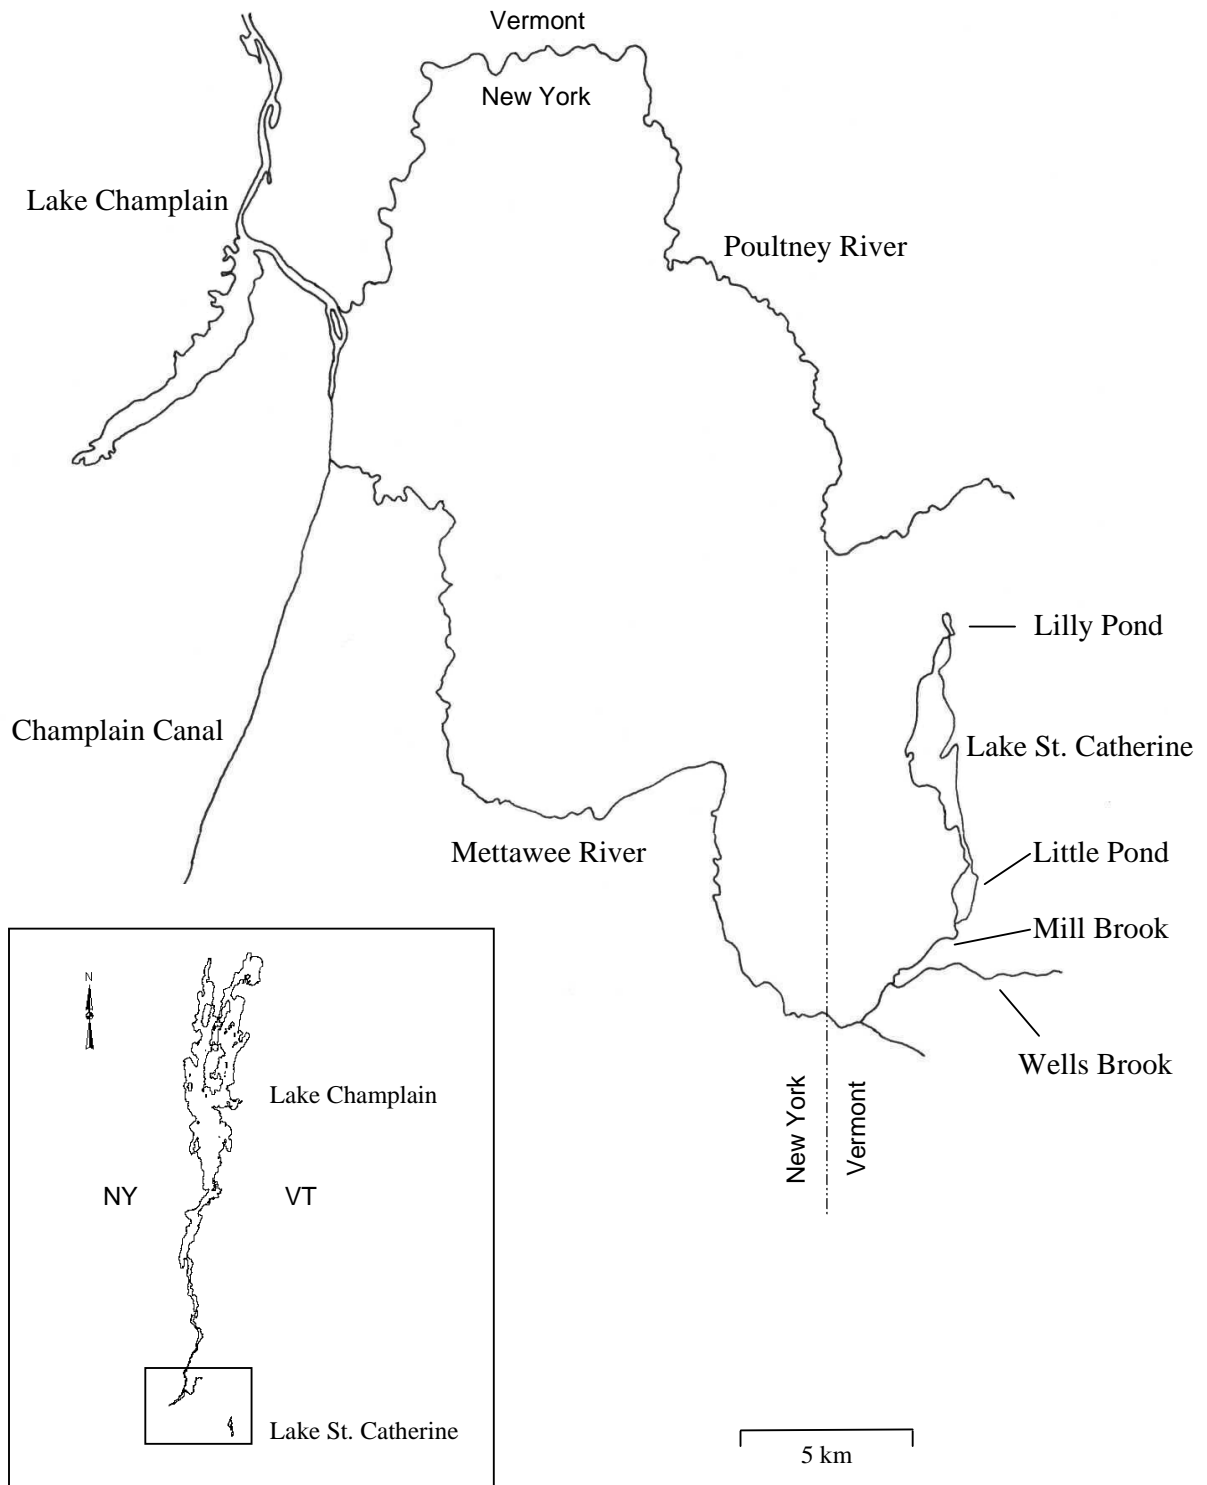 Vermont
New York
Lake Champlain
Poultney River
Lilly Pond
Champlain Canal
Lake St. Catherine
Mettawee River
Little Pond
Mill Brook
Wells Brook
New York
Vermont
N
Lake Champlain
NY
VT
Lake St. Catherine
5 km